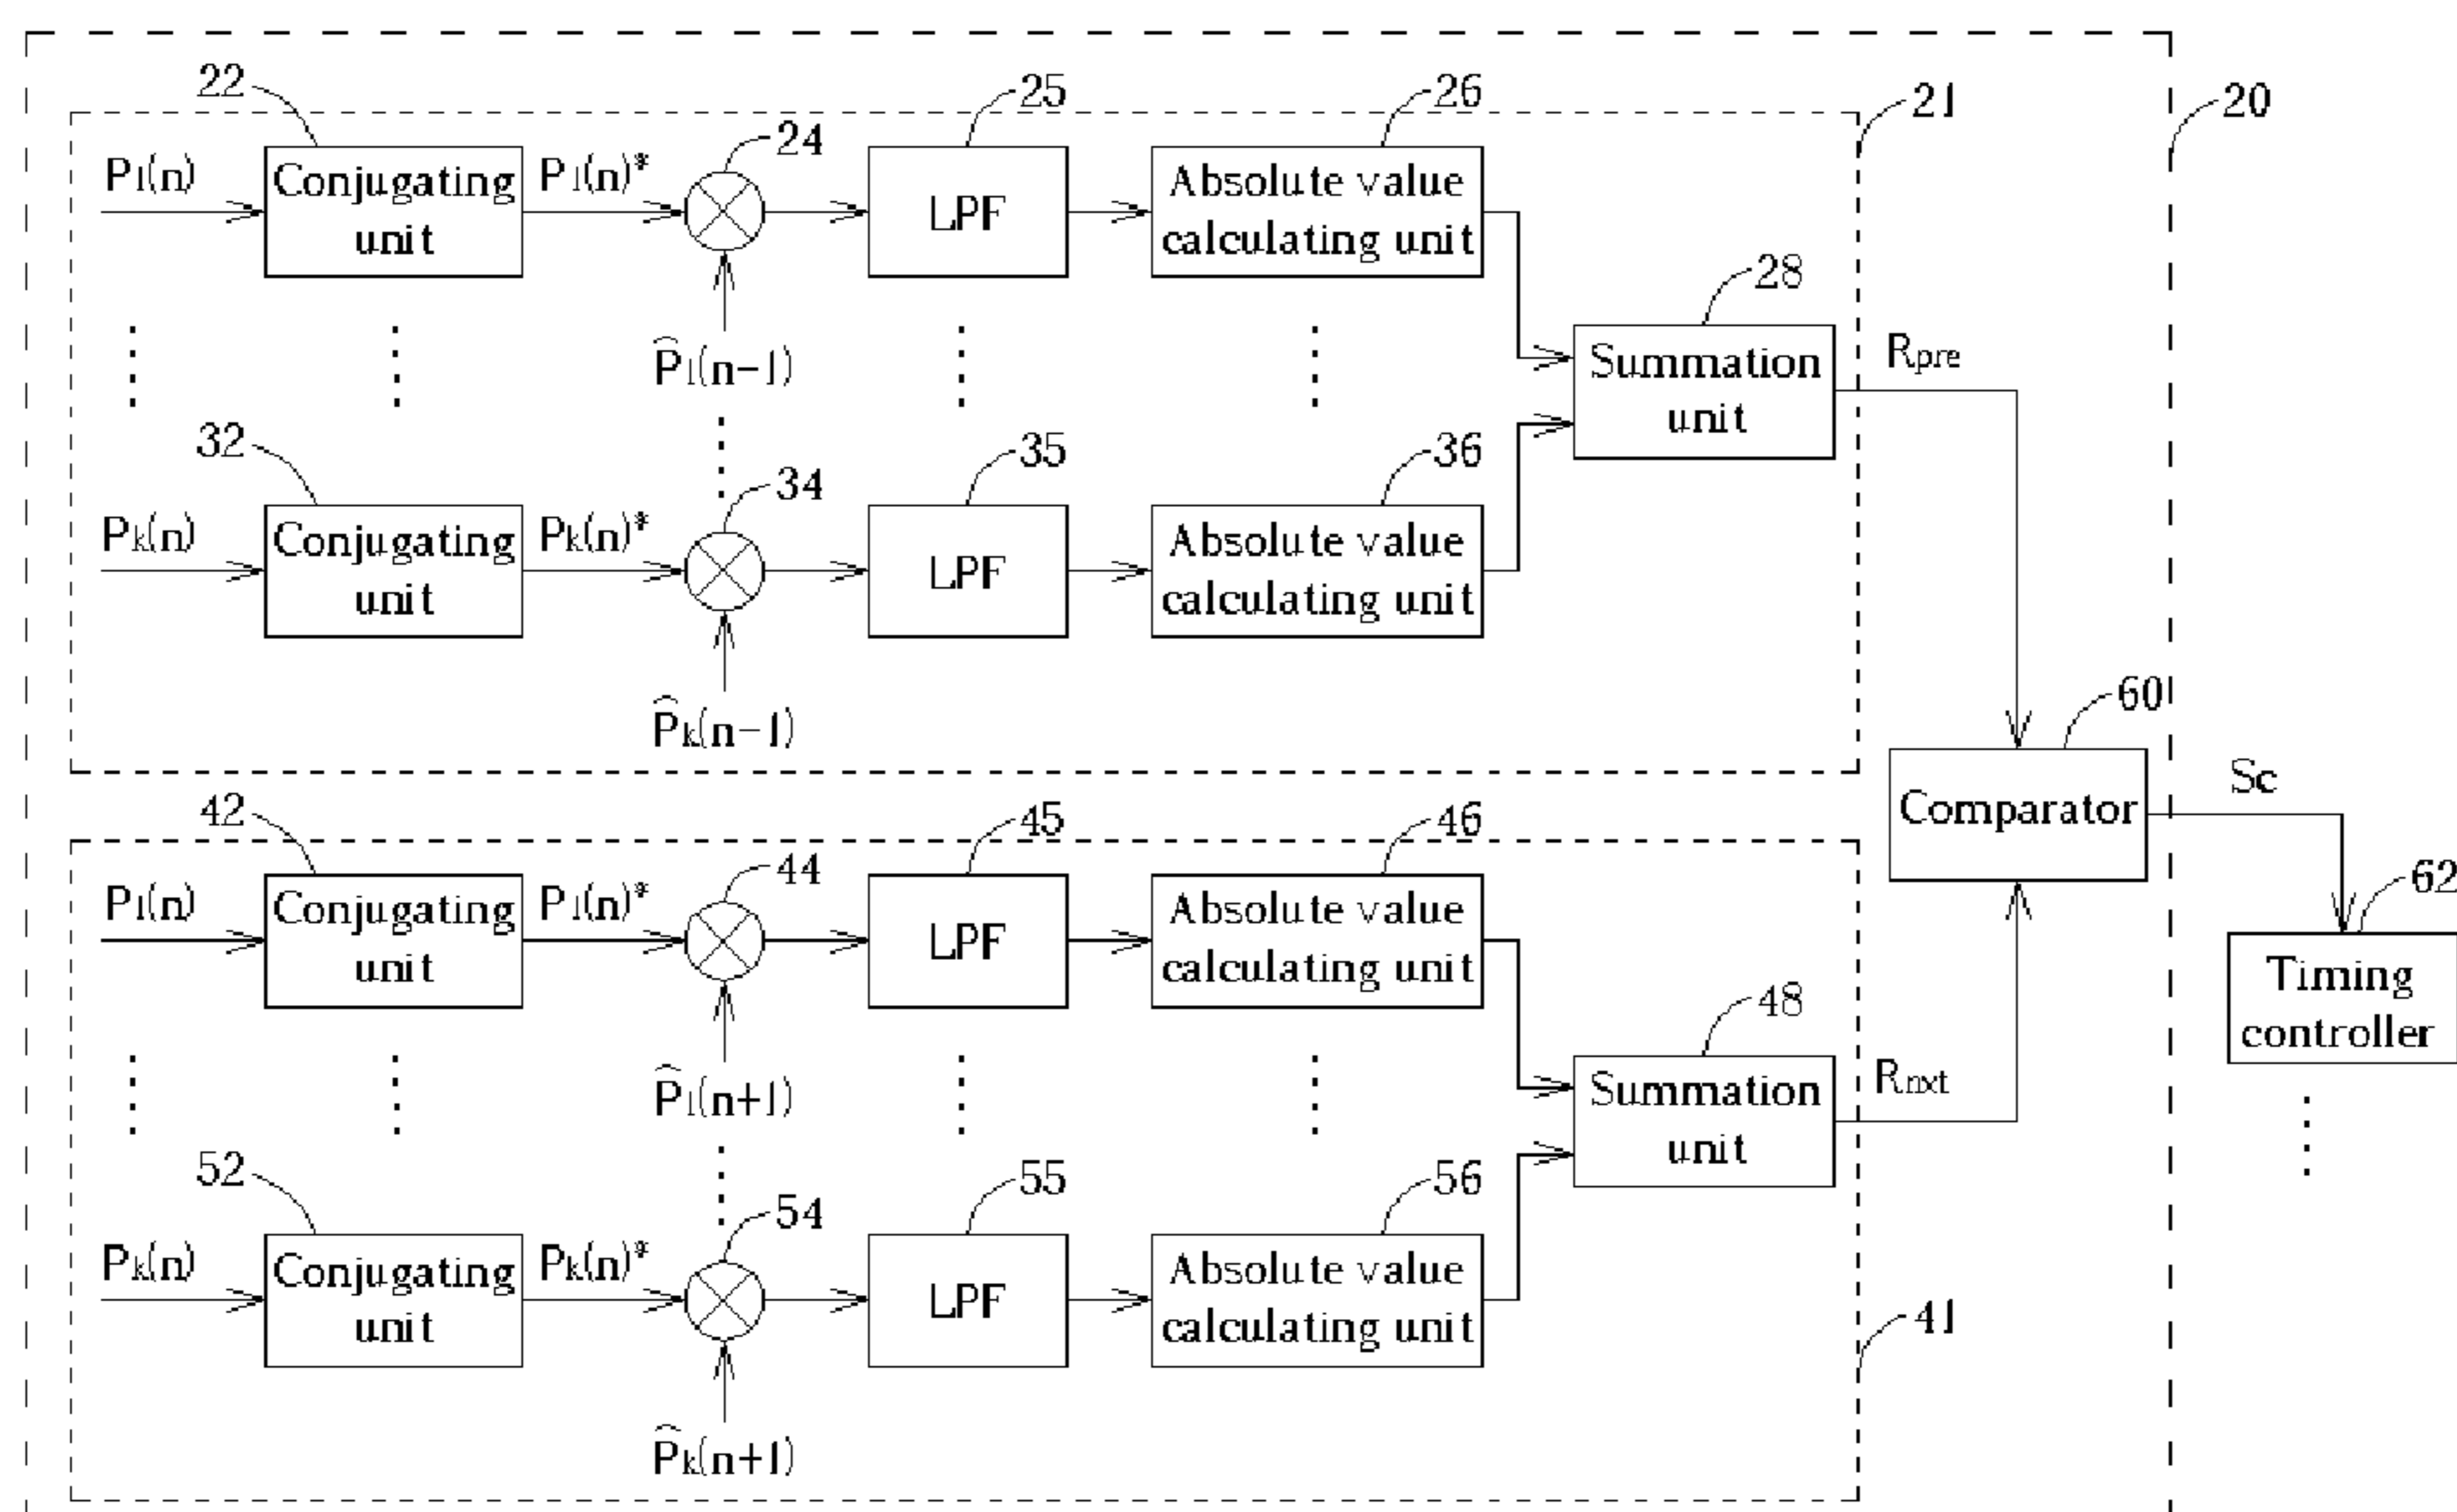 22
25
26
21
20
P1(n)
Conjugating
unit
P1(n)*
24
LPF
Absolute value
calculating unit
28
P̂1(n−1)
Summation
unit
Rpre
32
35
36
Pk(n)
Conjugating
unit
Pk(n)*
34
LPF
Absolute value
calculating unit
P̂k(n−1)
60
Comparator
Sc
42
45
46
62
P1(n)
Conjugating
unit
P1(n)*
44
LPF
Absolute value
calculating unit
Timing
controller
48
P̂1(n+1)
Summation
unit
Rnxt
52
55
56
Pk(n)
Conjugating
unit
Pk(n)*
54
LPF
Absolute value
calculating unit
41
P̂k(n+1)